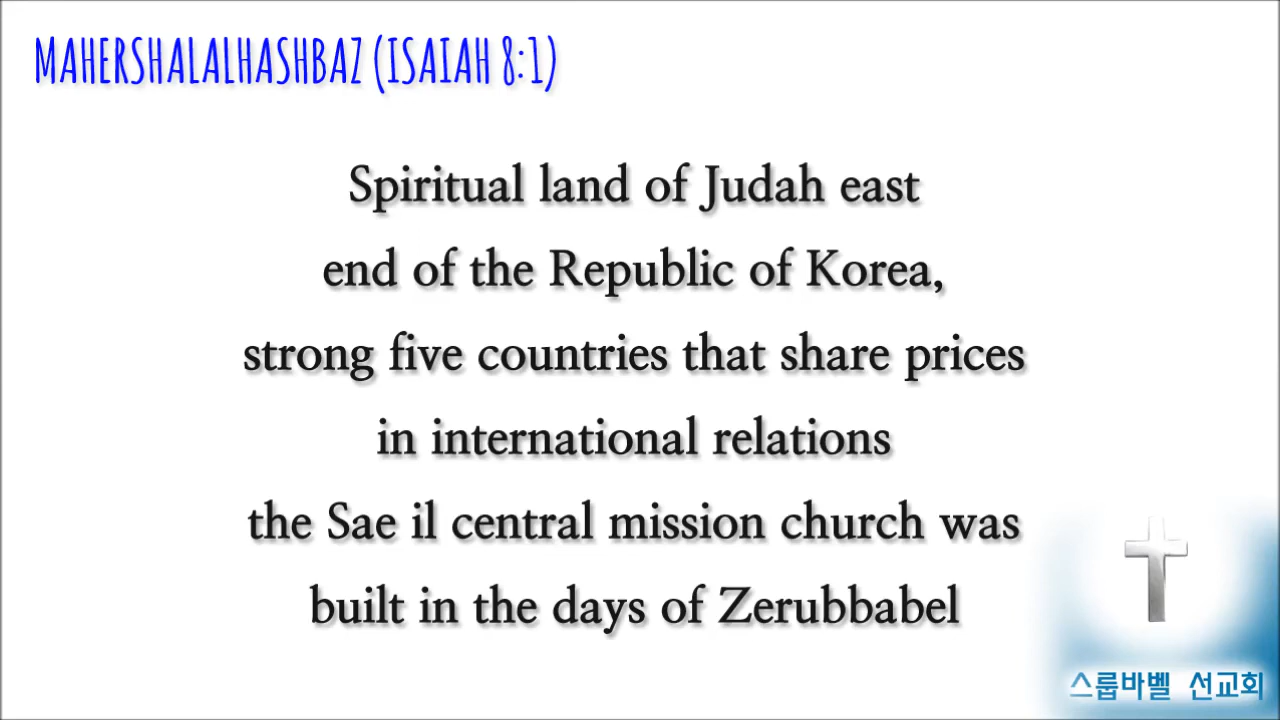 MAHERSHALALHASHBAZ (ISAIAH 8:1)
Spiritual land of Judah east
end of the Republic of Korea,
strong five countries that share prices
in international relations
the Sae il central mission church was
built in the days of Zerubbabel
스룹바벨 선교회